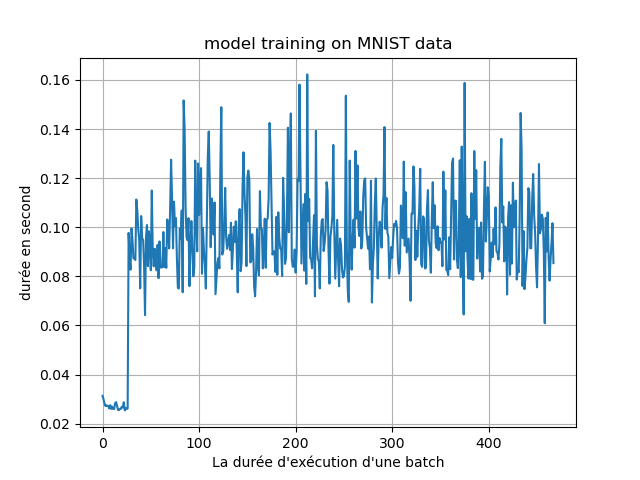 model training on MNIST data
durée en second
0.16
0.14
0.12
0.10
0.08
0.06
0.04
0.02
0 100 200 300 400
La durée d'exécution d'une batch